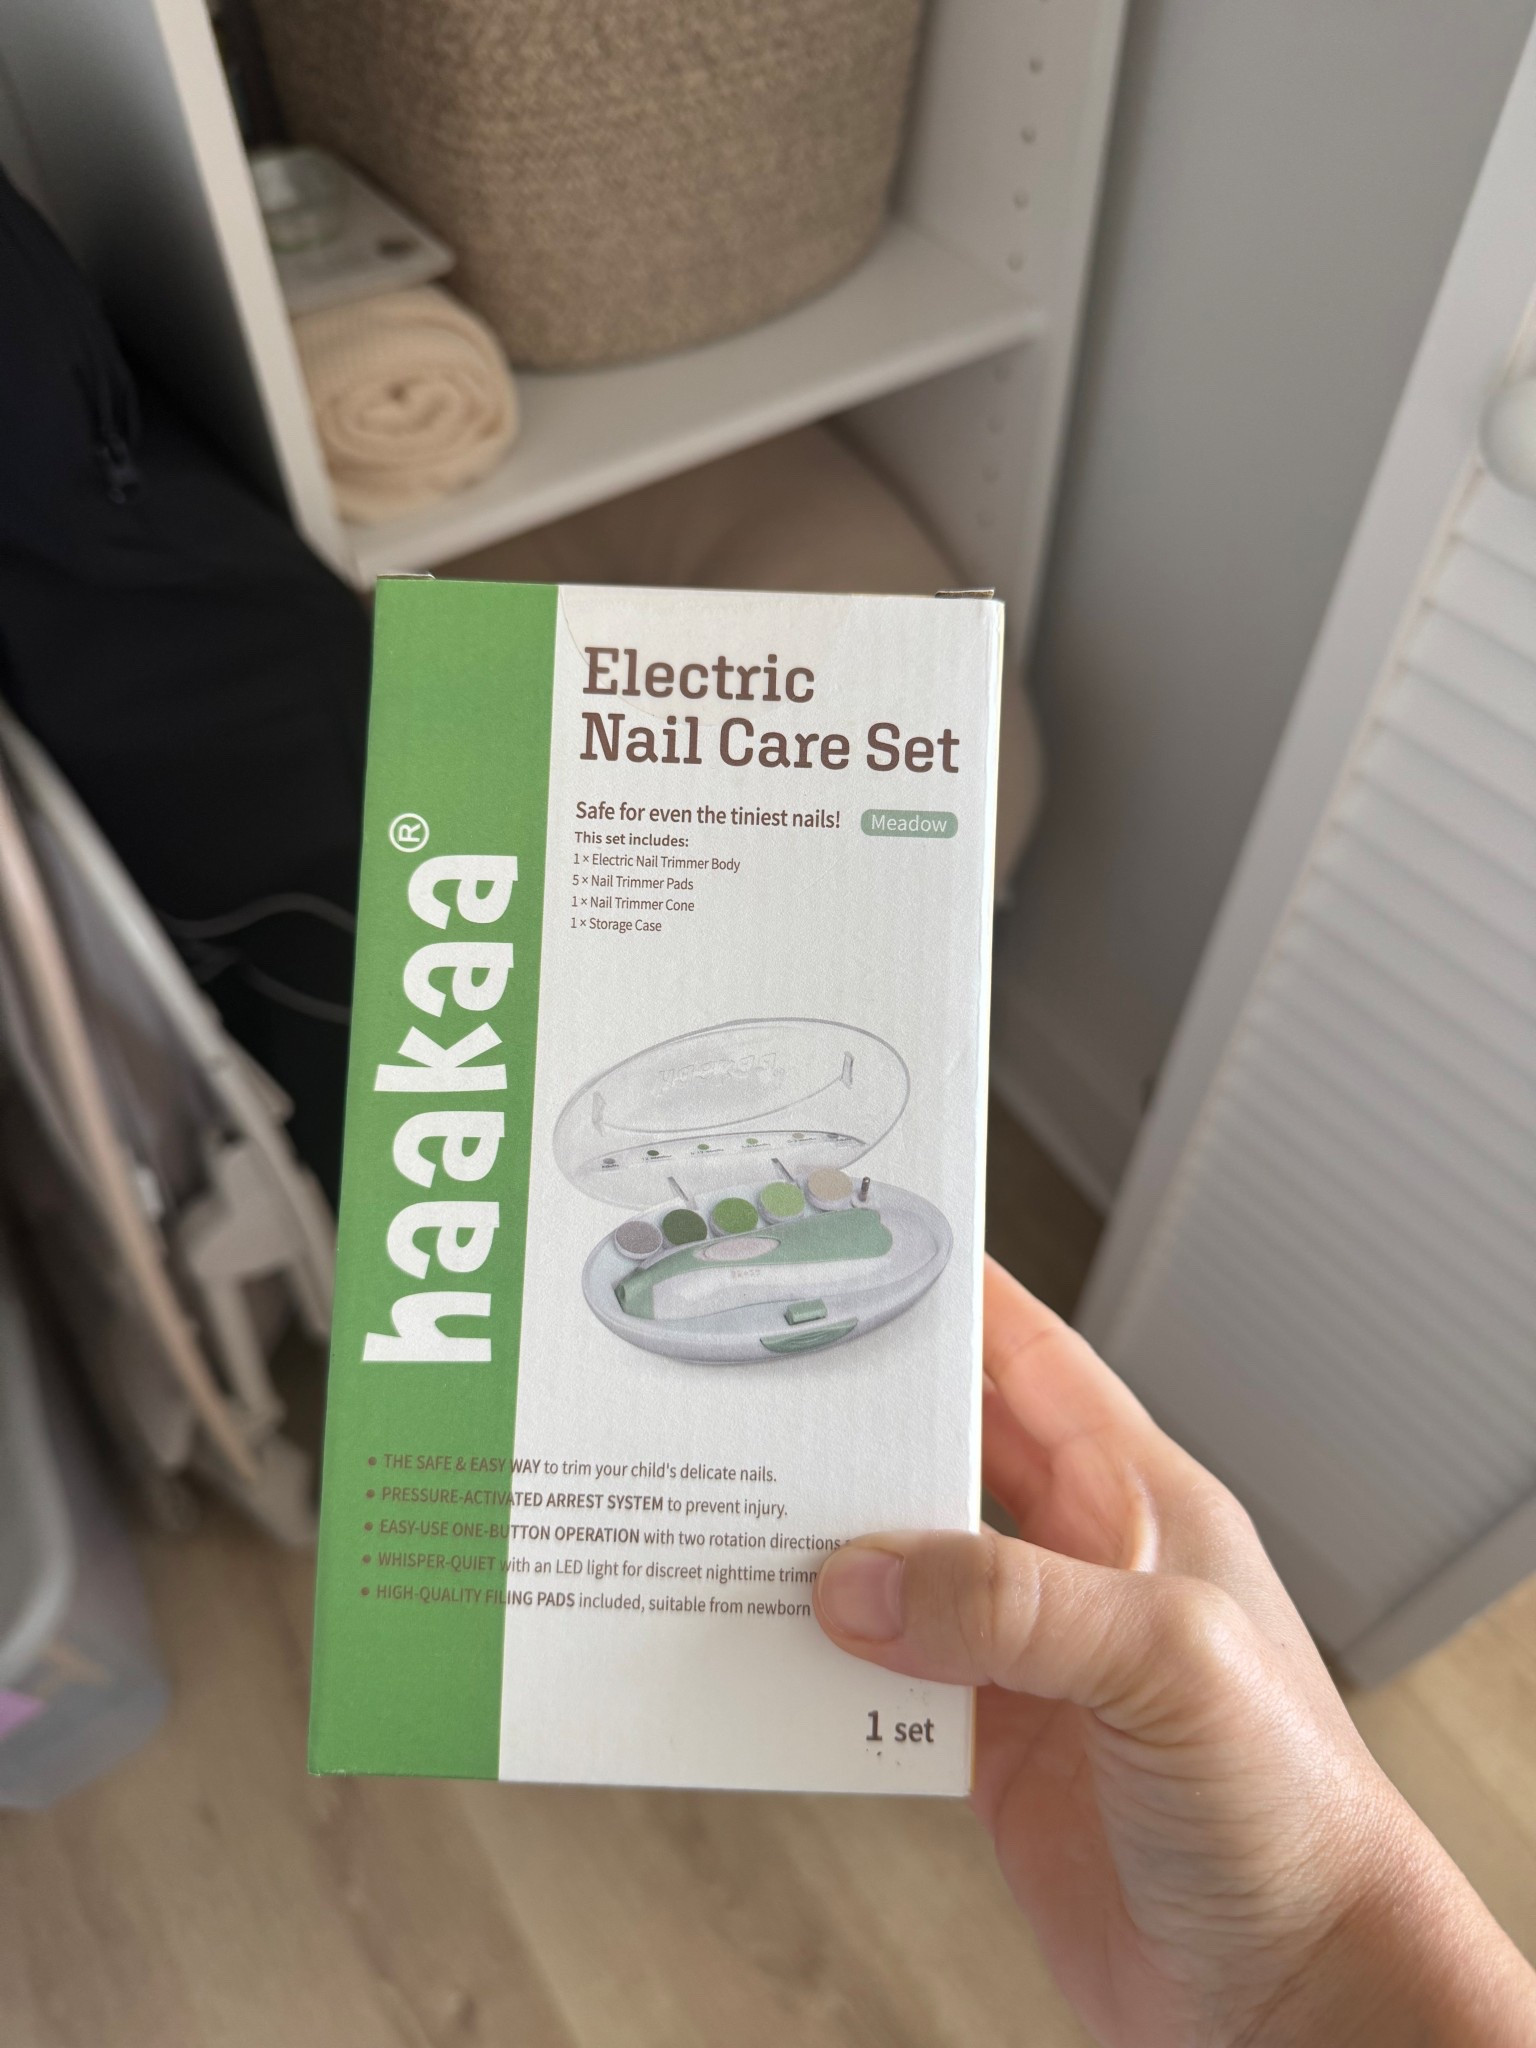 haakaa®
Electric
Nail Care Set
Safe for even the tiniest nails!
Meadow
This set includes:
1 × Electric Nail Trimmer Body
5 × Nail Trimmer Pads
1 × Nail Trimmer Cone
1 × Storage Case
haakaa
• THE SAFE & EASY WAY to trim your child's delicate nails.
• PRESSURE-ACTIVATED ARREST SYSTEM to prevent injury.
• EASY-USE ONE-BUTTON OPERATION with two rotation directions
• WHISPER-QUIET with an LED light for discreet nighttime trimm
• HIGH-QUALITY FILING PADS included, suitable from newborn
1 set